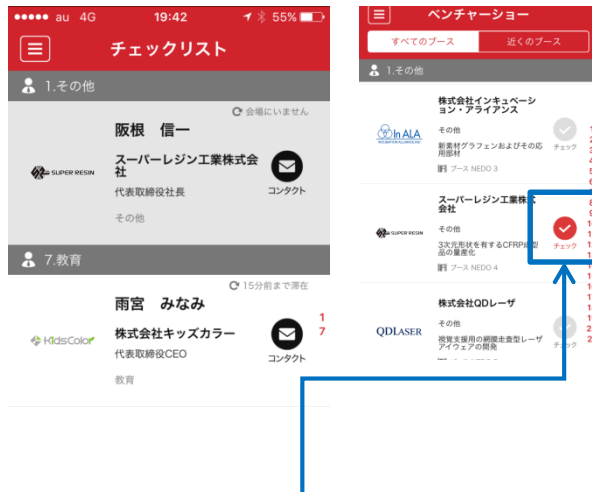 au 4G 19:42 55%
チェックリスト
1.その他
会場にいません
阪根 信一
スーパーレジン工業株式会
社
代表取締役社長
その他
SUPER RESIN
コンタクト
7.教育
15分前まで滞在
雨宮 みなみ
株式会社キッズカラー
代表取締役CEO
教育
KidsColor
コンタクト
1
7
ベンチャーショー
すべてのブース 近くのブース
1.その他
株式会社インキュベーシ
ョン・アライアンス
その他
新素材グラフェンおよびその応
用部材
ブース NEDO 3
InALA
チェック
スーパーレジン工業株式
会社
その他
3次元形状を有するCFRP成型
品の量産化
ブース NEDO 4
SUPER RESIN
チェック
株式会社QDレーザ
その他
視覚支援用の網膜走査型レーザ
アイウェアの開発
QDLASER
チェック